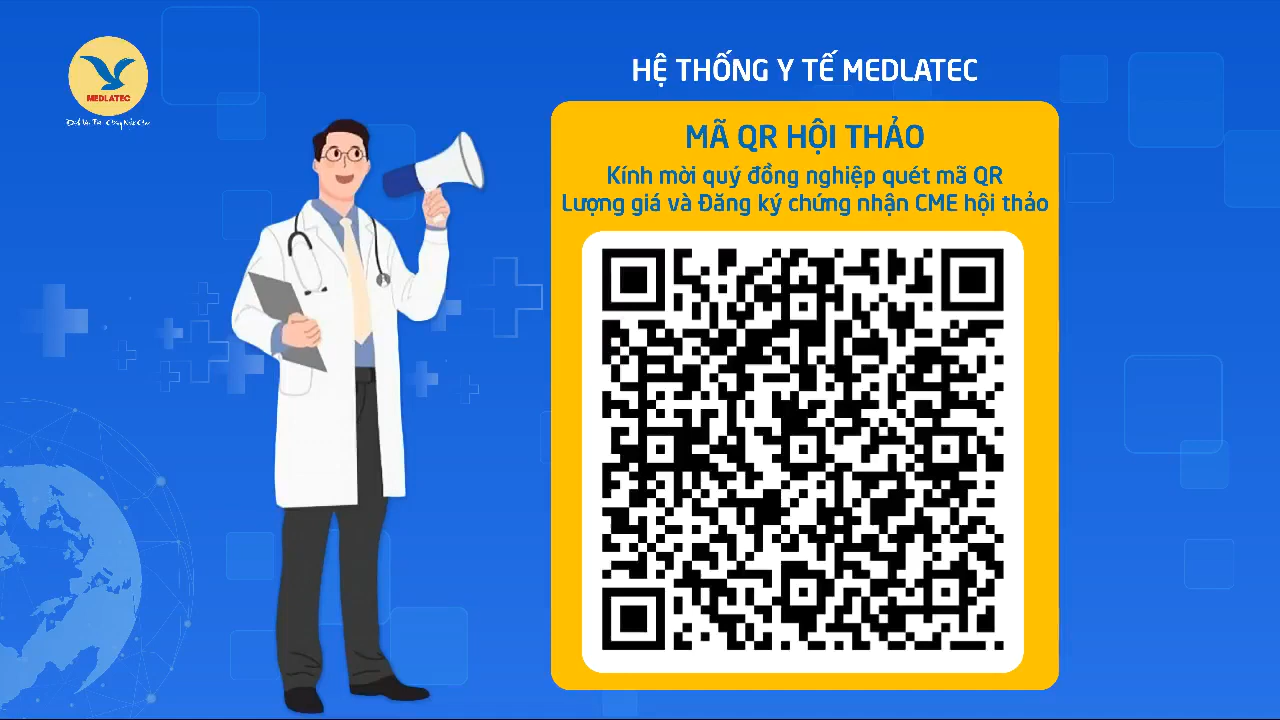 MEDLATEC
HỆ THỐNG Y TẾ MEDLATEC
MÃ QR HỘI THẢO
Kính mời quý đồng nghiệp quét mã QR
Lượng giá và Đăng ký chứng nhận CME hội thảo